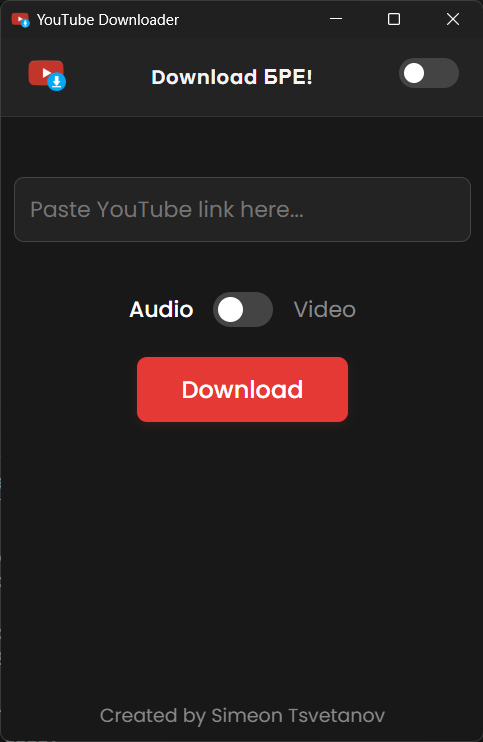 YouTube Downloader
Download БРЕ!
Paste YouTube link here...
Audio Video
Download
Created by Simeon Tsvetanov